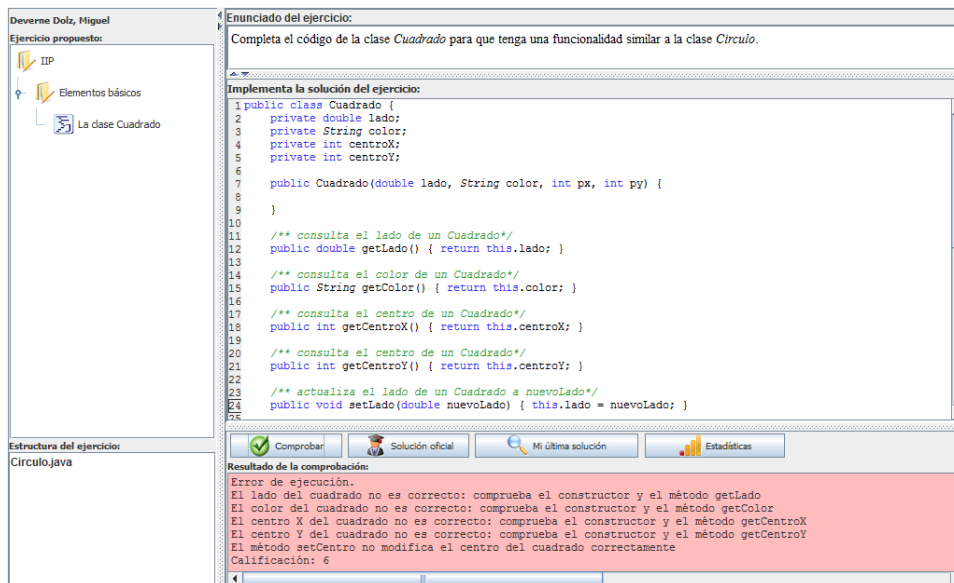 Deverne Dolz, Miguel
Ejercicio propuesto:
IIP
Elementos básicos
La clase Cuadrado
Estructura del ejercicio:
Circulo.java
Enunciado del ejercicio:
Completa el código de la clase Cuadrado para que tenga una funcionalidad similar a la clase Circulo.
Implementa la solución del ejercicio:
1 public class Cuadrado {
2 private double lado;
3 private String color;
4 private int centroX;
5 private int centroY;
6
7 public Cuadrado(double lado, String color, int px, int py) {
8
9 }
10
11 /** consulta el lado de un Cuadrado*/
12 public double getLado() { return this.lado; }
13
14 /** consulta el color de un Cuadrado*/
15 public String getColor() { return this.color; }
16
17 /** consulta el centro de un Cuadrado*/
18 public int getCentroX() { return this.centroX; }
19
20 /** consulta el centro de un Cuadrado*/
21 public int getCentroY() { return this.centroY; }
22
23 /** actualiza el lado de un Cuadrado a nuevoLado*/
24 public void setLado(double nuevoLado) { this.lado = nuevoLado; }
25
Comprobar
Solución oficial
Mi última solución
Estadísticas
Resultado de la comprobación:
Error de ejecución.
El lado del cuadrado no es correcto: comprueba el constructor y el método getLado
El color del cuadrado no es correcto: comprueba el constructor y el método getColor
El centro X del cuadrado no es correcto: comprueba el constructor y el método getCentroX
El centro Y del cuadrado no es correcto: comprueba el constructor y el método getCentroY
El método setCentro no modifica el centro del cuadrado correctamente
Calificación: 6